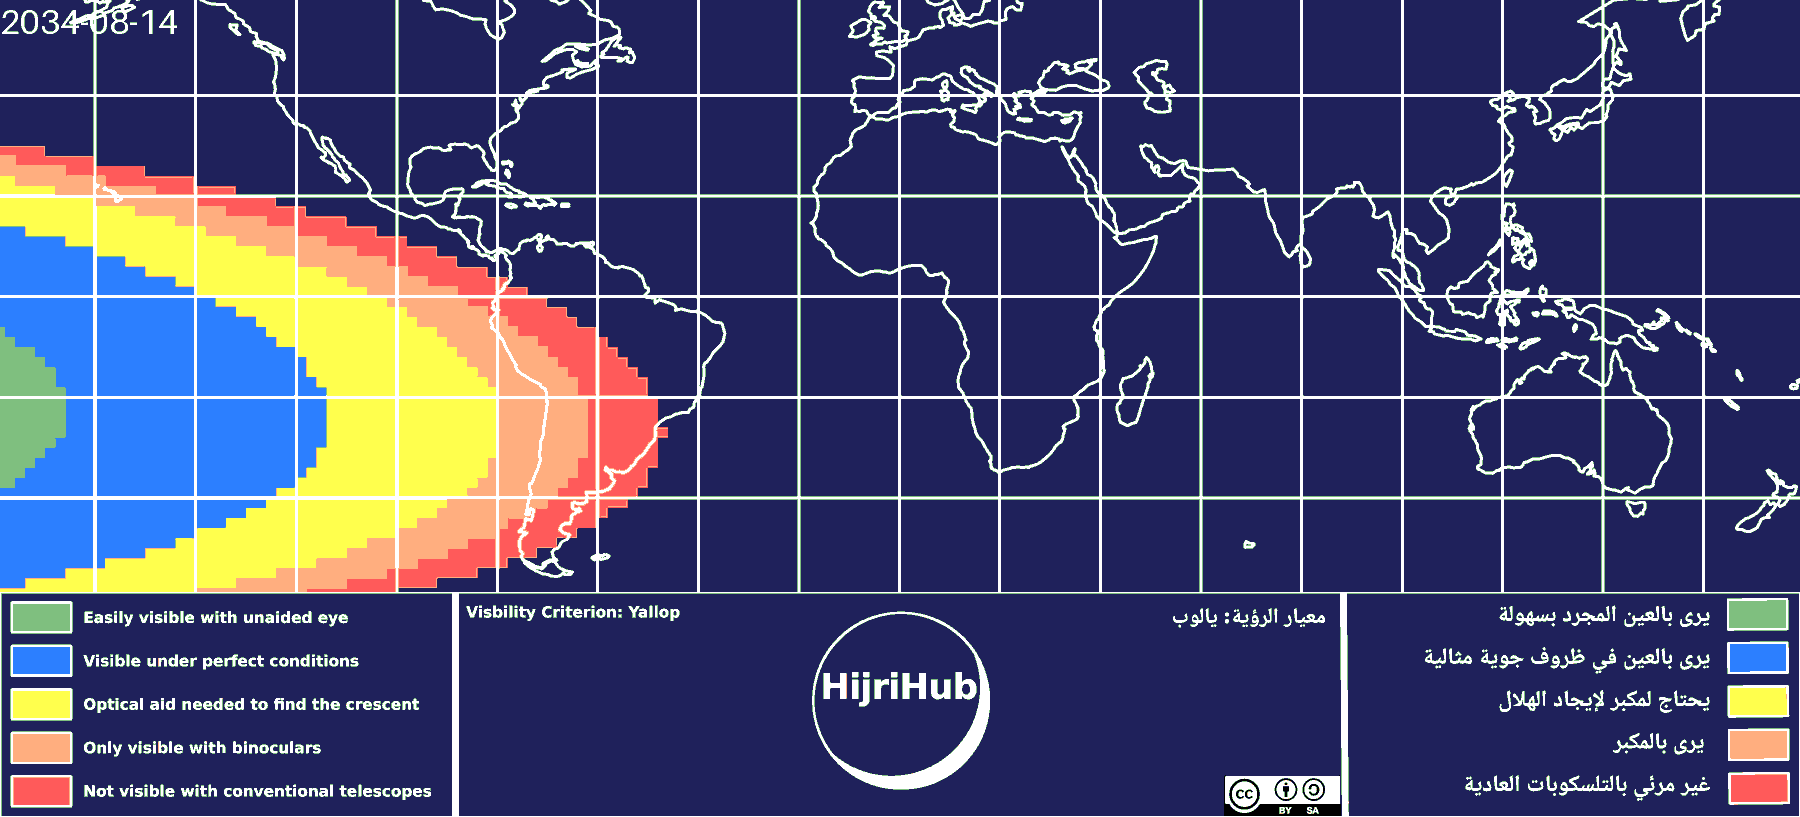 2034-08-14
Easily visible with unaided eye
Visible under perfect conditions
Optical aid needed to find the crescent
Only visible with binoculars
Not visible with conventional telescopes
Visbility Criterion: Yallop
معيار الرؤية: يالوب
HijriHub
cc
BY SA
يرى بالعين المجرد بسهولة
يرى بالعين في ظروف جوية مثالية
يحتاج لمكبر لإيجاد الهلال
يرى بالمكبر
غير مرئي بالتلسكوبات العادية